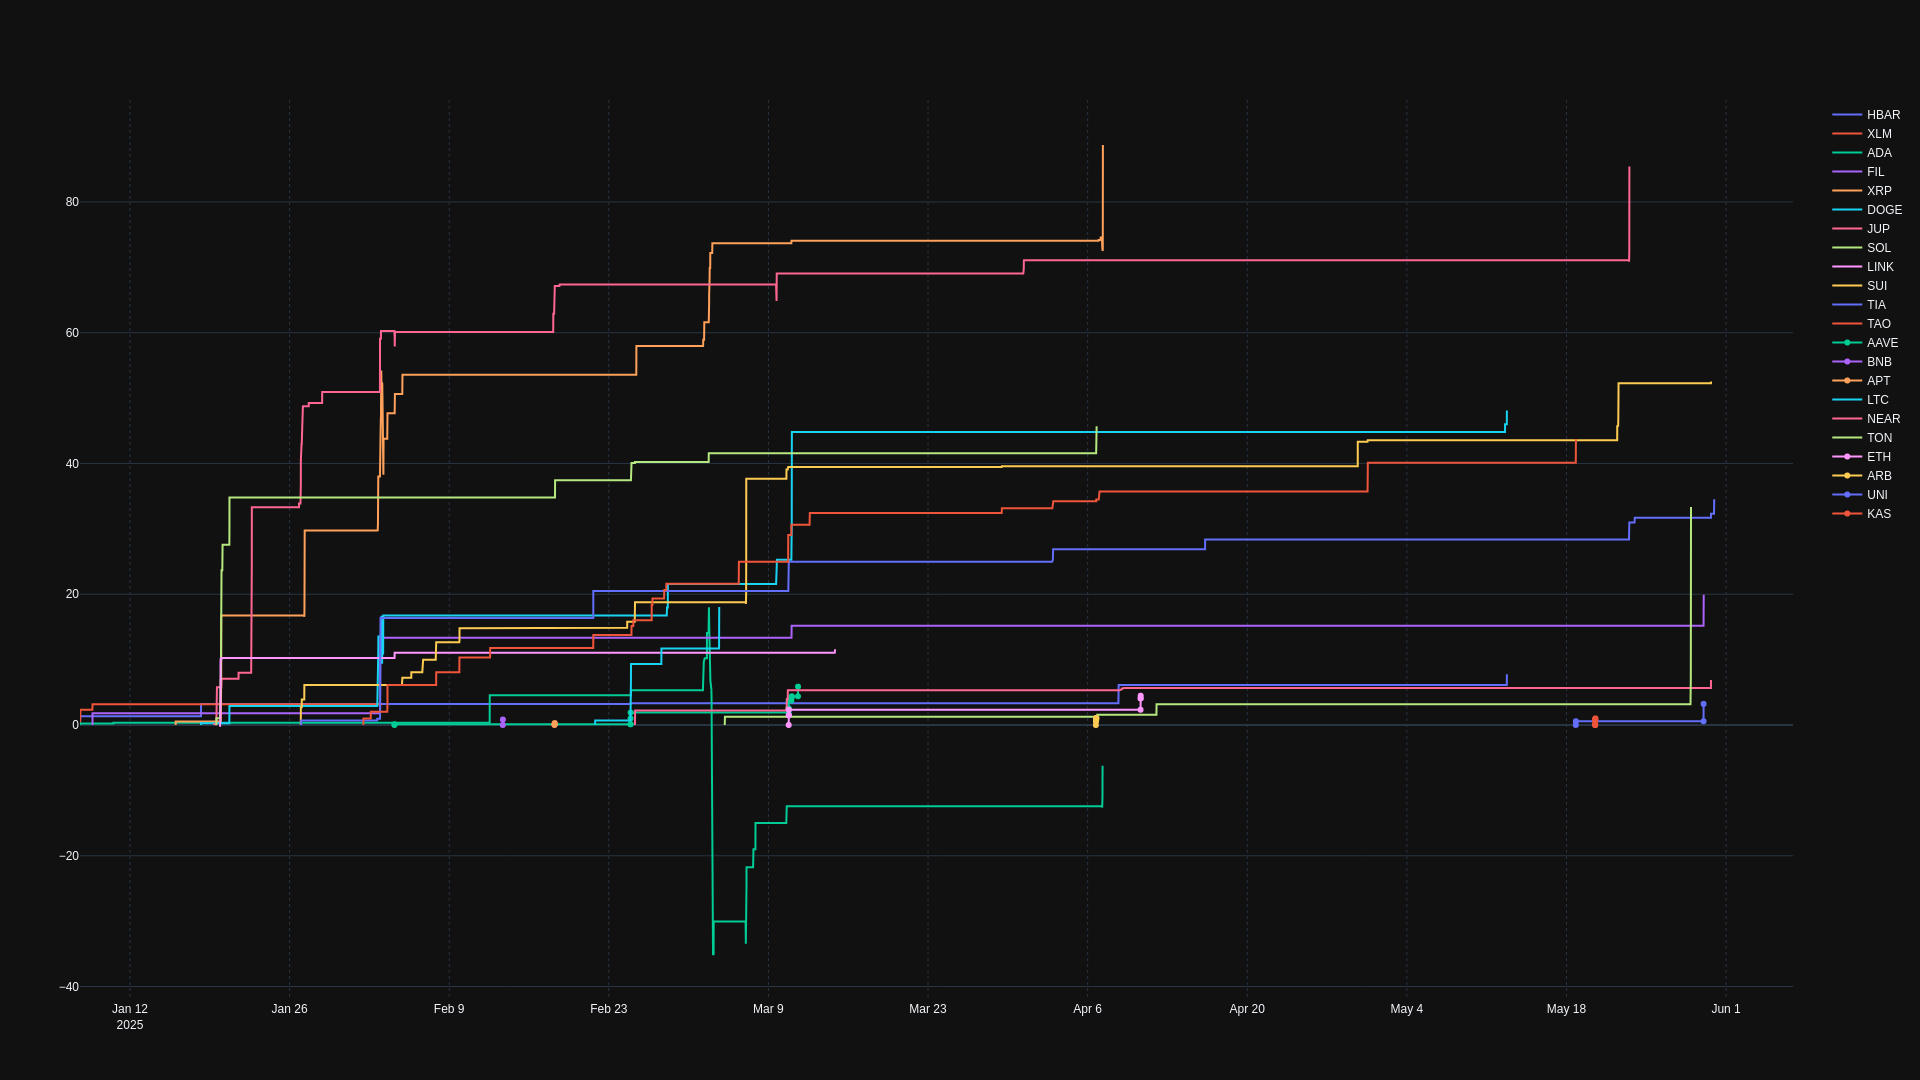 80
60
40
20
0
−20
−40
Jan 12
2025
Jan 26
Feb 9
Feb 23
Mar 9
Mar 23
Apr 6
Apr 20
May 4
May 18
Jun 1
HBAR
XLM
ADA
FIL
XRP
DOGE
JUP
SOL
LINK
SUI
TIA
TAO
AAVE
BNB
APT
LTC
NEAR
TON
ETH
ARB
UNI
KAS